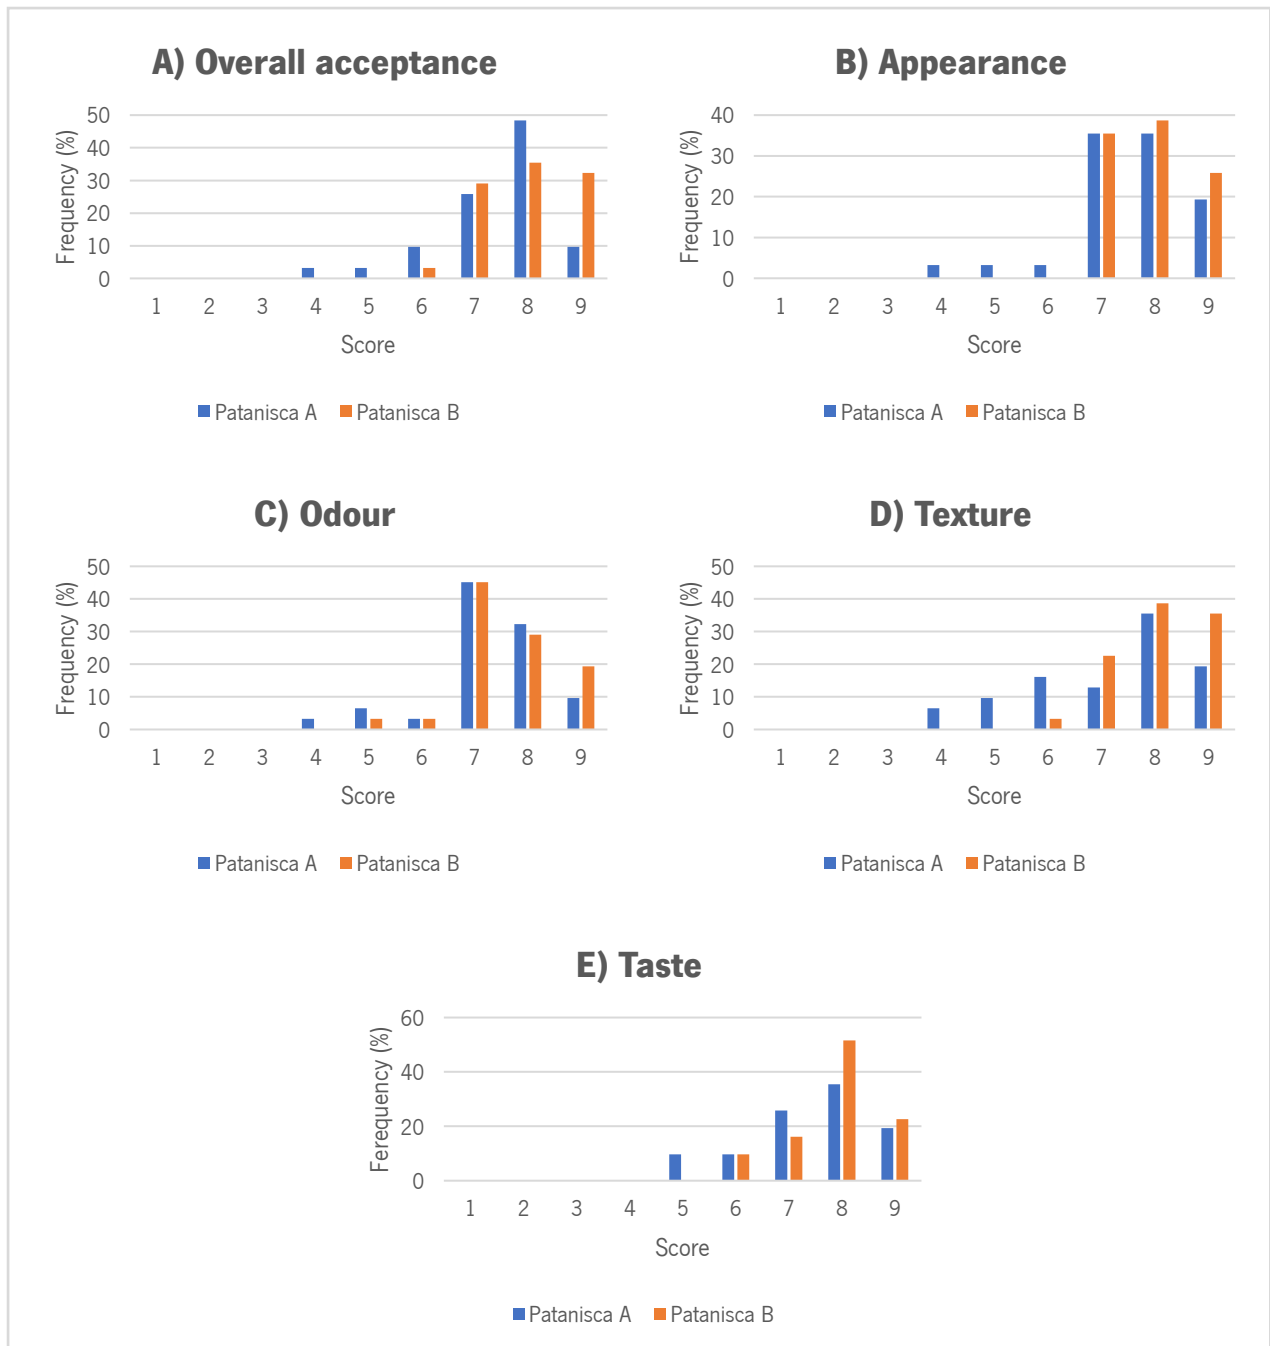 A) Overall acceptance
Frequency (%)
50
40
30
20
10
0
1 2 3 4 5 6 7 8 9
Score
Patanisca A Patanisca B
B) Appearance
Frequency (%)
40
30
20
10
0
1 2 3 4 5 6 7 8 9
Score
Patanisca A Patanisca B
C) Odour
Frequency (%)
50
40
30
20
10
0
1 2 3 4 5 6 7 8 9
Score
Patanisca A Patanisca B
D) Texture
Frequency (%)
50
40
30
20
10
0
1 2 3 4 5 6 7 8 9
Score
Patanisca A Patanisca B
E) Taste
Ferequency (%)
60
40
20
0
1 2 3 4 5 6 7 8 9
Score
Patanisca A Patanisca B